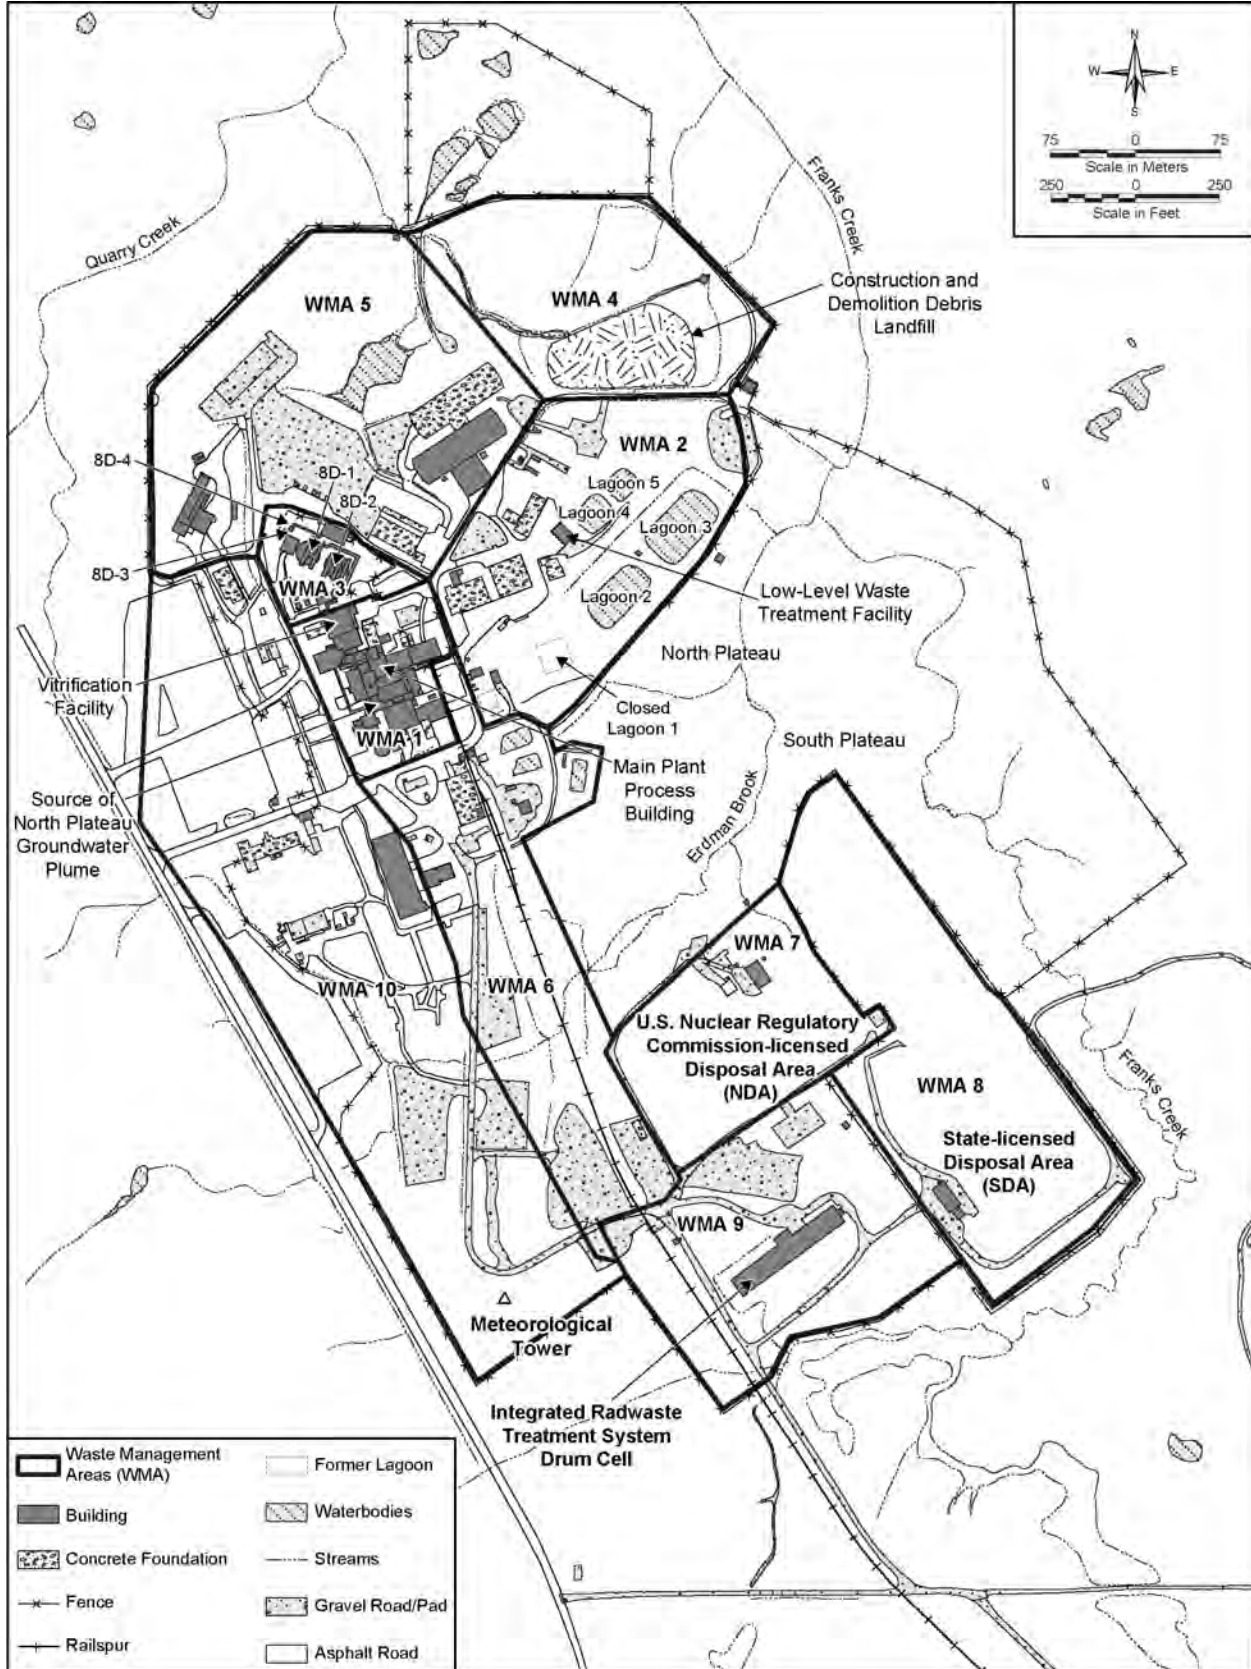 N
W
E
S
75
0
75
Scale in Meters
250
0
250
Scale in Feet
Franks Creek
Quarry Creek
WMA 5
WMA 4
Construction and
Demolition Debris
Landfill
WMA 2
8D-4
8D-1
8D-2
Lagoon 5
Lagoon 4
Lagoon 3
8D-3
WMA 3
Lagoon 2
Low-Level Waste
Treatment Facility
North Plateau
Vitrification
Facility
Closed
Lagoon 1
WMA 1
South Plateau
Main Plant
Process
Building
Source of
North Plateau
Groundwater
Plume
Erdman Brook
WMA 7
WMA 10
WMA 6
U.S. Nuclear Regulatory
Commission-licensed
Disposal Area
(NDA)
WMA 8
Franks Creek
State-licensed
Disposal Area
(SDA)
WMA 9
Meteorological
Tower
Integrated Radwaste
Treatment System
Drum Cell
Waste Management
Areas (WMA)
Former Lagoon
Building
Waterbodies
Concrete Foundation
Streams
Fence
Gravel Road/Pad
Railspur
Asphalt Road